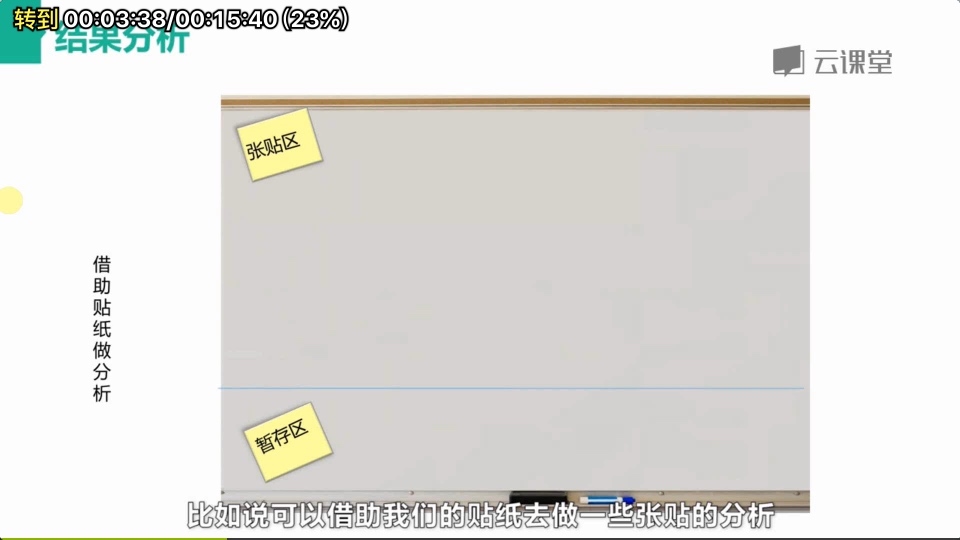 转到 00:03:38/00:15:40 (23%)
结果分析
云课堂
张贴区
借助贴纸做分析
暂存区
比如说可以借助我们的贴纸去做一些张贴的分析